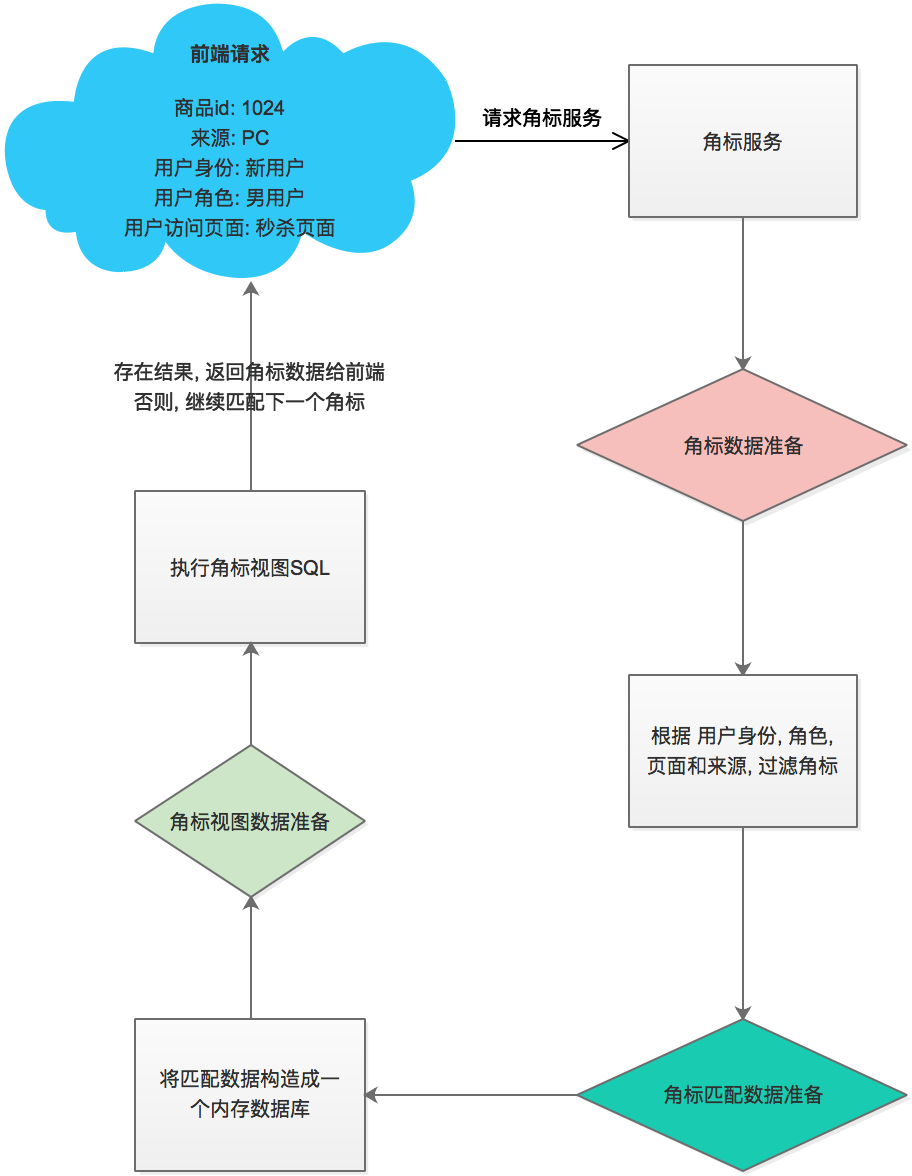 前端请求
商品id: 1024
来源: PC
用户身份: 新用户
用户角色: 男用户
用户访问页面: 秒杀页面
请求角标服务
角标服务
角标数据准备
根据 用户身份, 角色,
页面和来源, 过滤角标
角标匹配数据准备
将匹配数据构造成一
个内存数据库
角标视图数据准备
执行角标视图SQL
存在结果, 返回角标数据给前端
否则, 继续匹配下一个角标